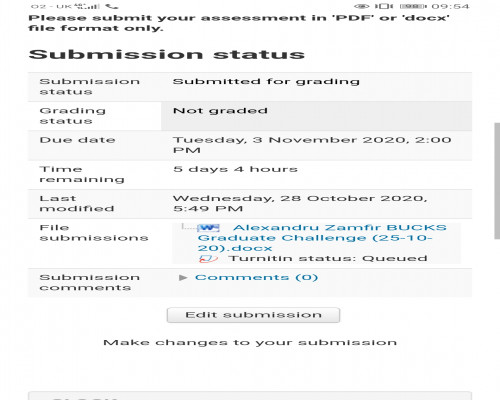 O2 - UK 09:54
Please submit your assessment in 'PDF' or 'docx'
file format only.
Submission status
Submission status Submitted for grading
Grading status Not graded
Due date Tuesday, 3 November 2020, 2:00 PM
Time remaining 5 days 4 hours
Last modified Wednesday, 28 October 2020, 5:49 PM
File submissions Alexandru Zamfir BUCKS
Graduate Challenge (25-10-
20).docx
Turnitin status: Queued
Submission comments Comments (0)
Edit submission
Make changes to your submission